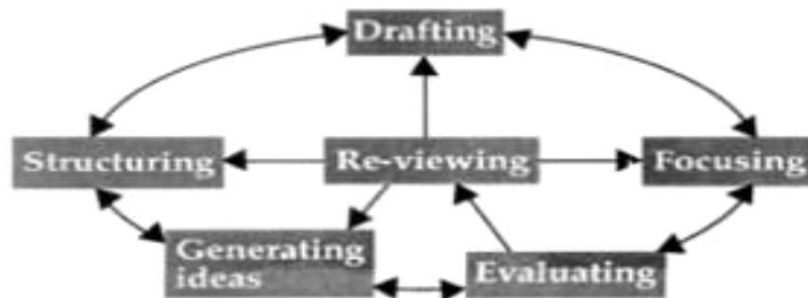 Drafting
Structuring
Re-viewing
Focusing
Generating
ideas
Evaluating